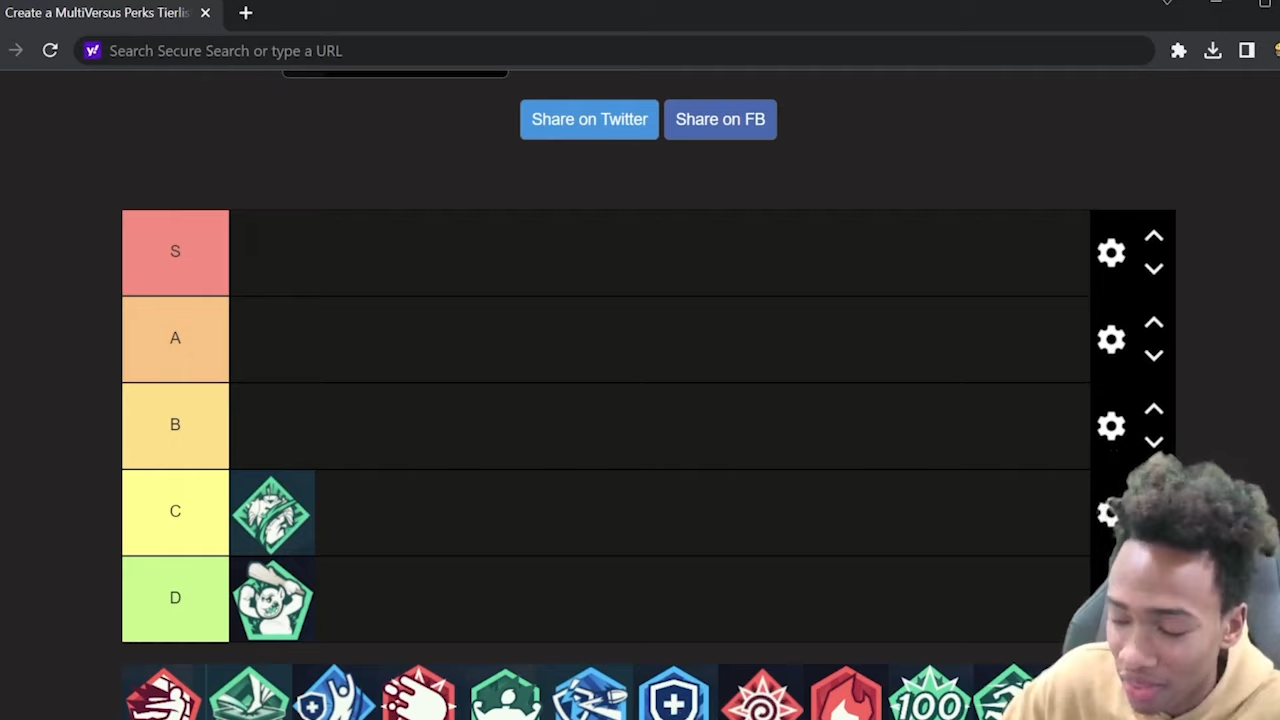 Create a MultiVersus Perks Tierlis
y!
Search Secure Search or type a URL
Share on Twitter
Share on FB
S
A
B
C
D
100